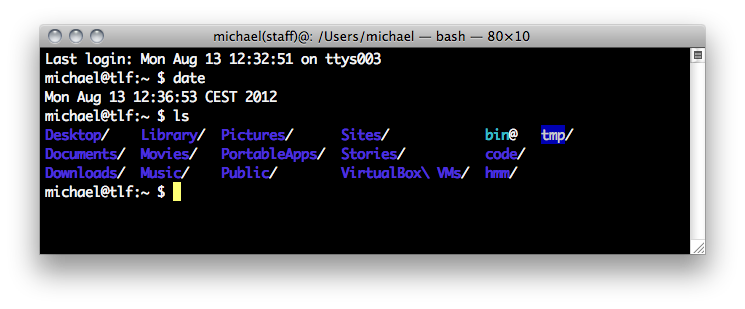 michael(staff)@: /Users/michael — bash — 80×10
Last login: Mon Aug 13 12:32:51 on ttys003
michael@tlf:~ $ date
Mon Aug 13 12:36:53 CEST 2012
michael@tlf:~ $ ls
Desktop/    Library/  Pictures/      Sites/            bin@   tmp/
Documents/  Movies/   PortableApps/  Stories/          code/
Downloads/  Music/    Public/        VirtualBox\ VMs/  hmm/
michael@tlf:~ $